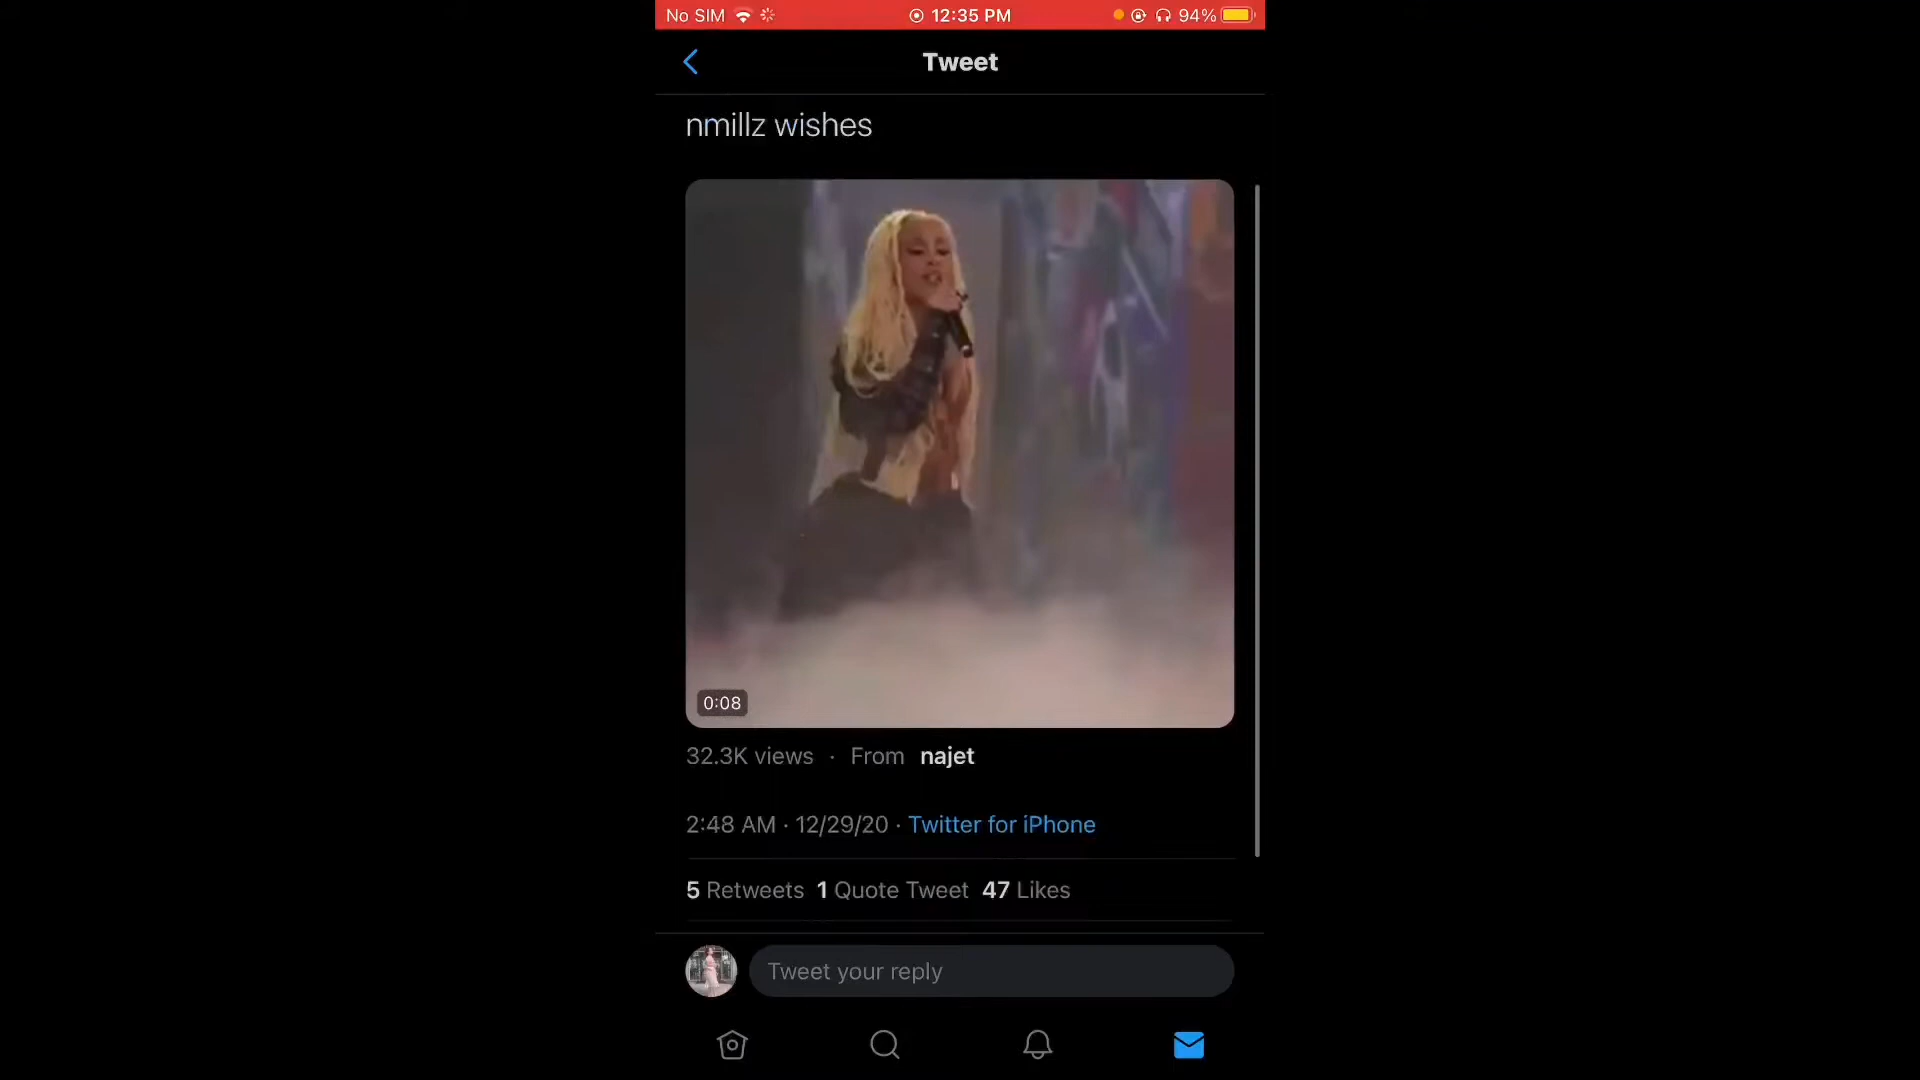 No SIM 12:35 PM 94%
Tweet
nmillz wishes
0:08
32.3K views · From najet
2:48 AM · 12/29/20 · Twitter for iPhone
5 Retweets 1 Quote Tweet 47 Likes
Tweet your reply